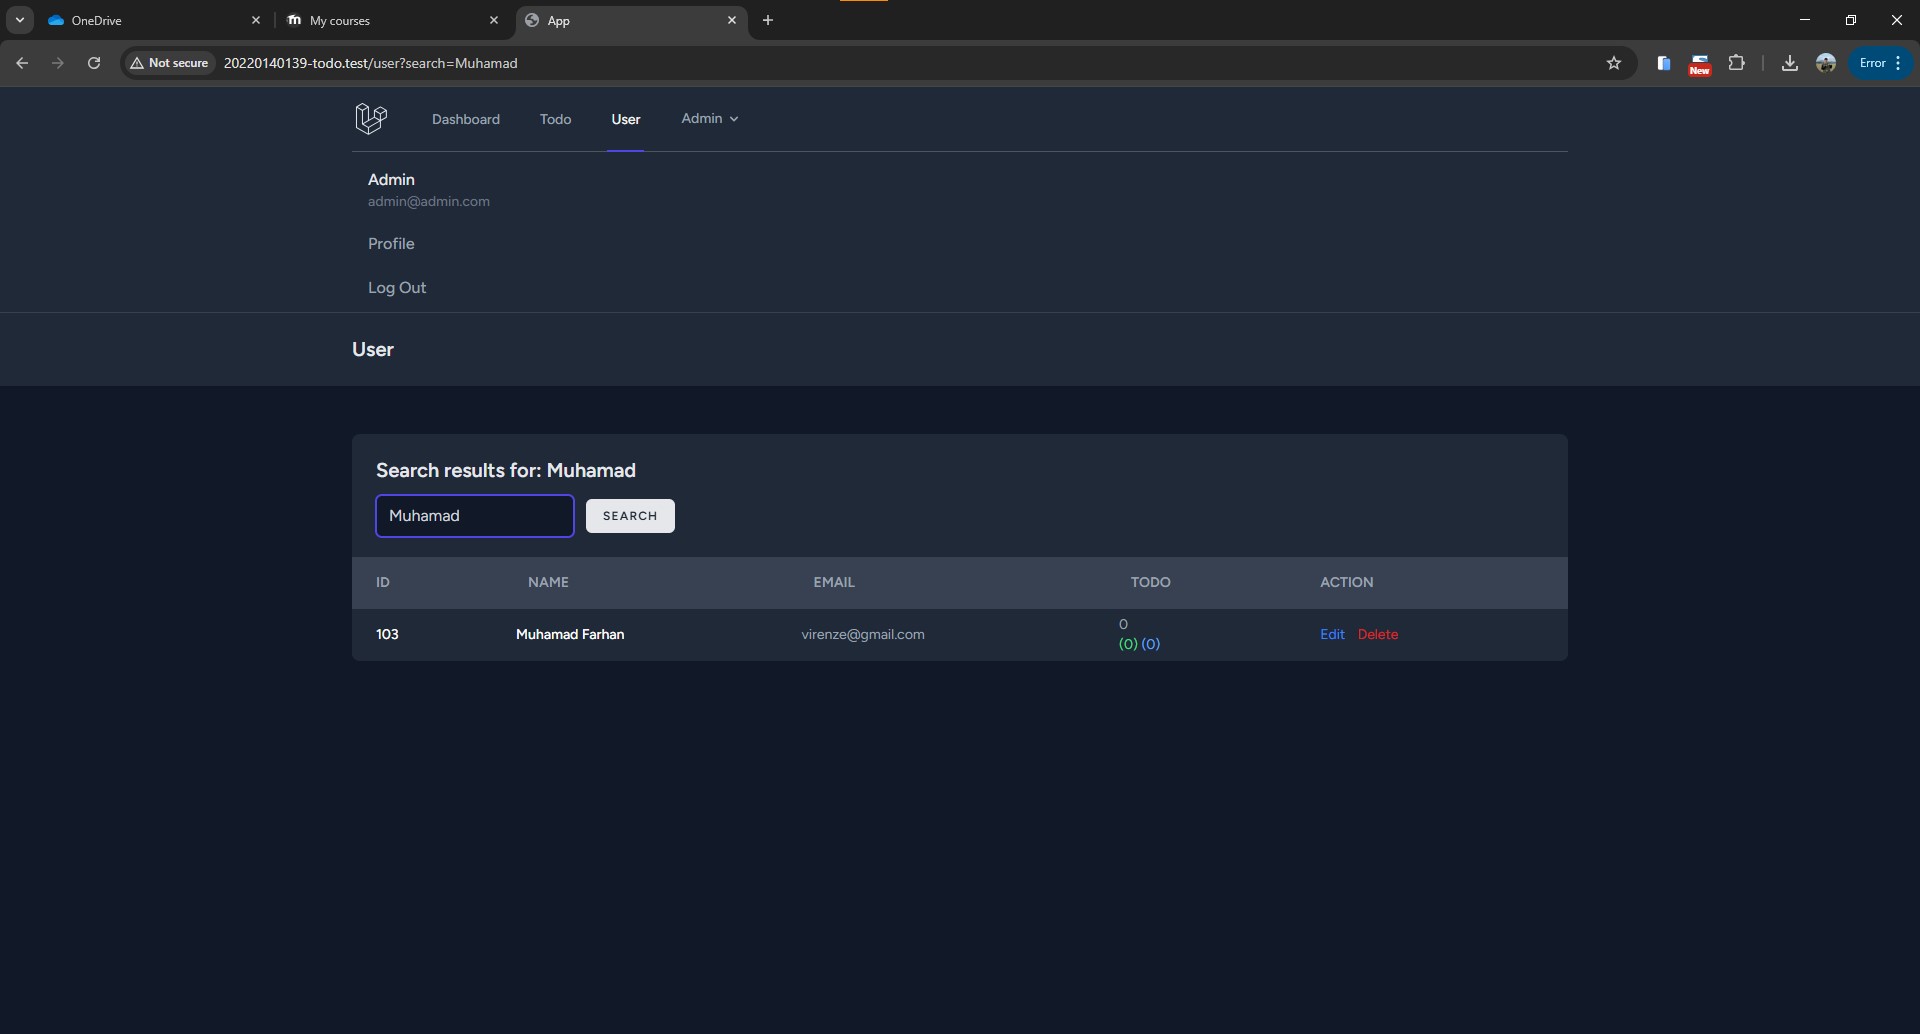 OneDrive
My courses
App
Not secure
20220140139-todo.test/user?search=Muhamad
New
Error
Dashboard
Todo
User
Admin
Admin
admin@admin.com
Profile
Log Out
User
Search results for: Muhamad
Muhamad
SEARCH
ID NAME EMAIL TODO ACTION
103 Muhamad Farhan virenze@gmail.com 0 Edit Delete
(0) (0)